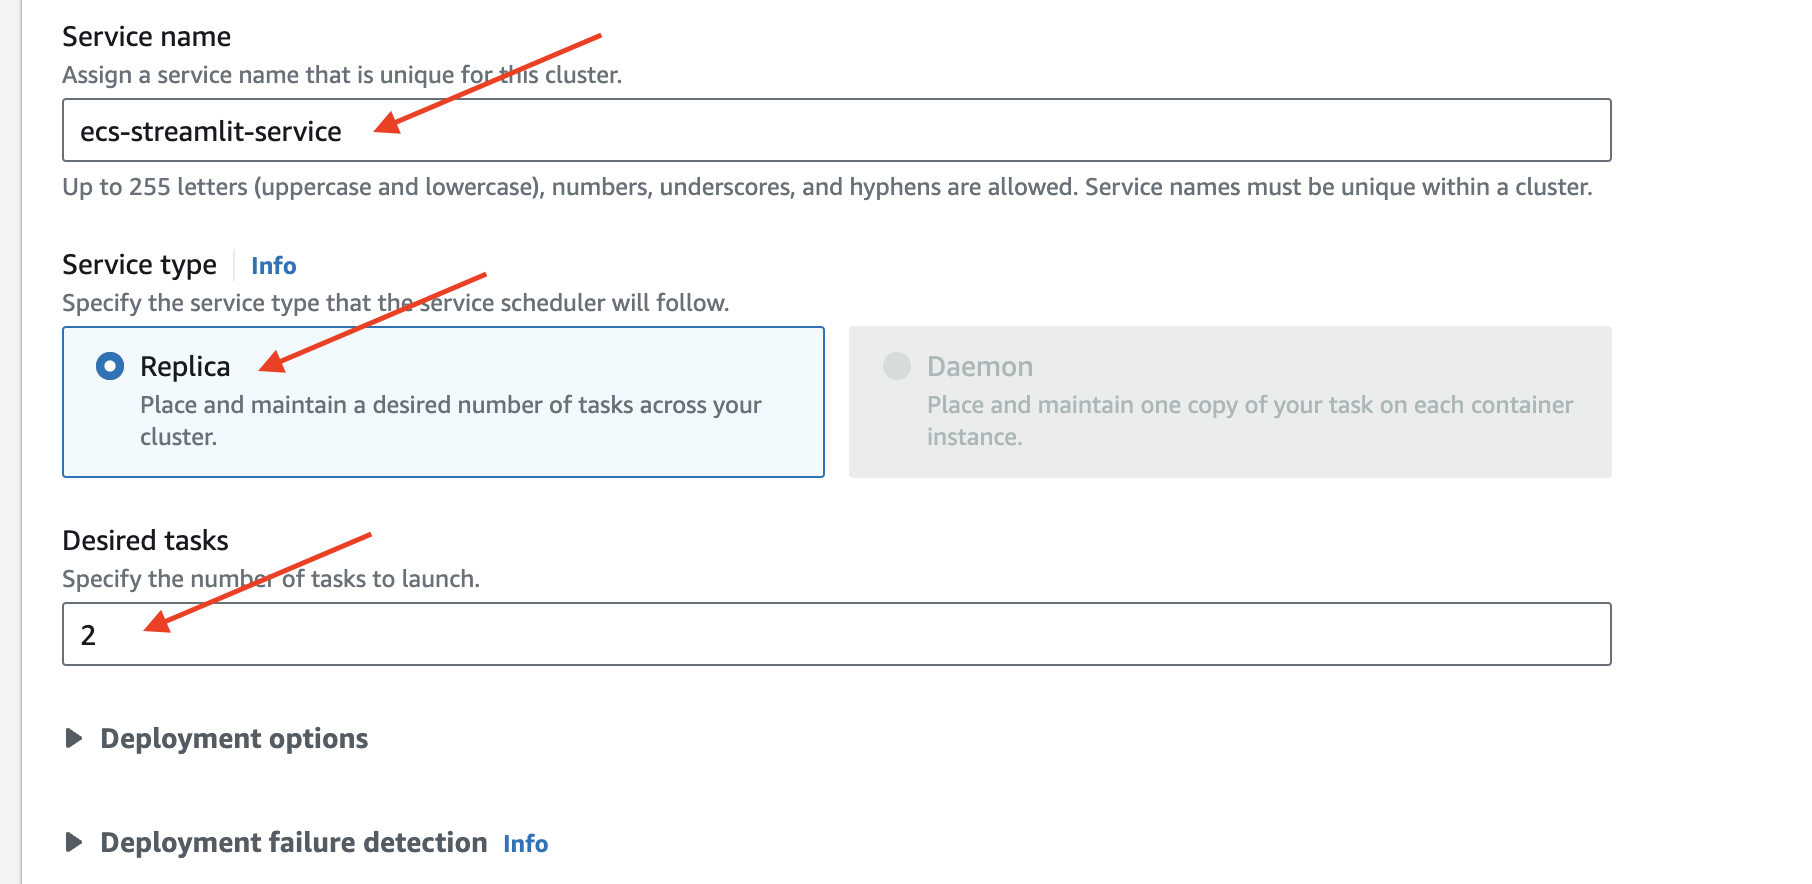 Service name
Assign a service name that is unique for this cluster.
ecs-streamlit-service
Up to 255 letters (uppercase and lowercase), numbers, underscores, and hyphens are allowed. Service names must be unique within a cluster.
Service type Info
Specify the service type that the service scheduler will follow.
Replica
Place and maintain a desired number of tasks across your
cluster.
Daemon
Place and maintain one copy of your task on each container
instance.
Desired tasks
Specify the number of tasks to launch.
2
Deployment options
Deployment failure detection Info